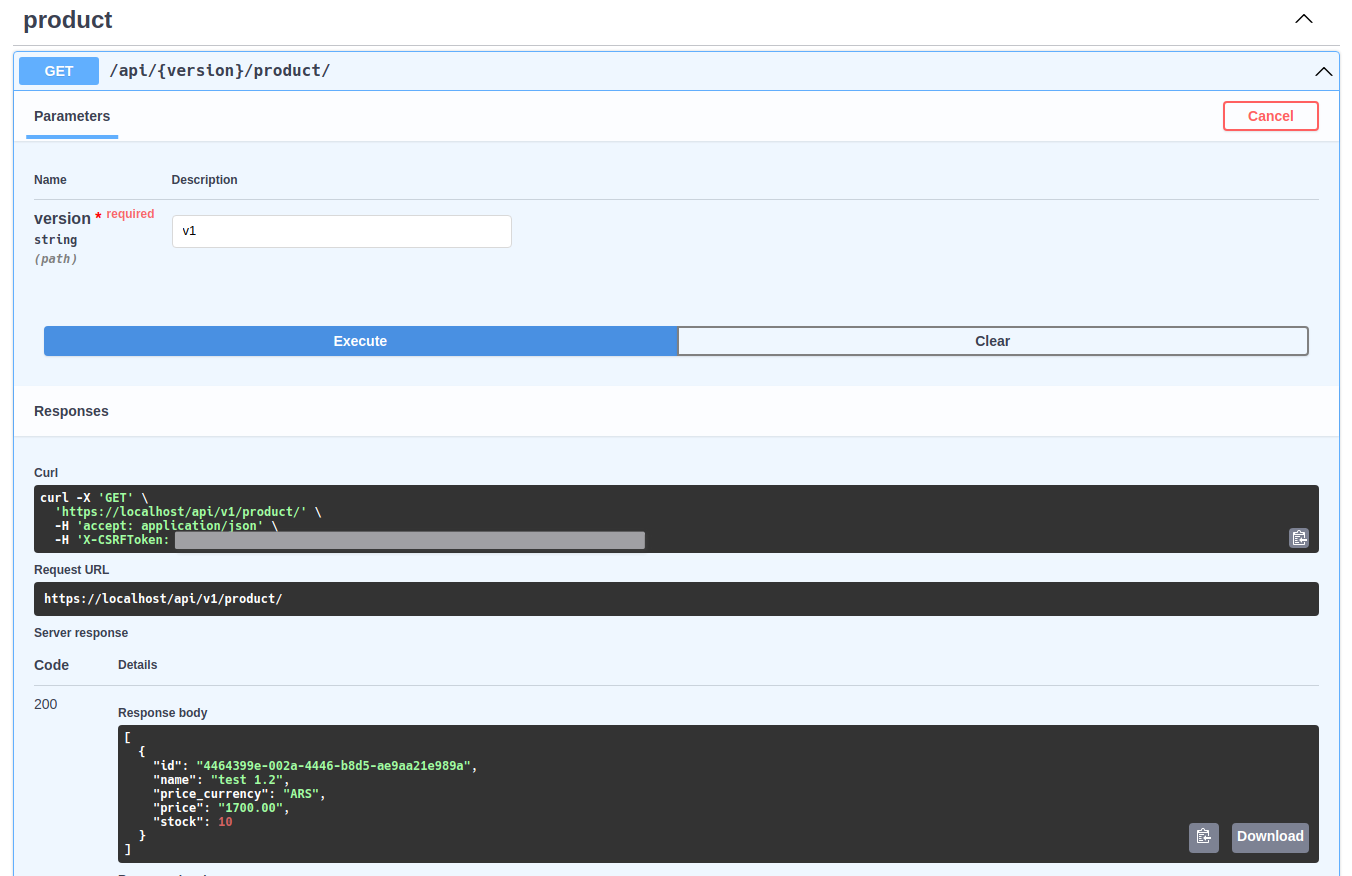 product
GET /api/{version}/product/
Parameters
Cancel
Name Description
version * required
string
(path)
v1
Execute Clear
Responses
Curl
curl -X 'GET' \
'https://localhost/api/v1/product/' \
-H 'accept: application/json' \
-H 'X-CSRFToken:
Request URL
https://localhost/api/v1/product/
Server response
Code Details
200
Response body
[
{
"id": "4464399e-002a-4446-b8d5-ae9aa21e989a",
"name": "test 1.2",
"price_currency": "ARS",
"price": "1700.00",
"stock": 10
}
]
Download